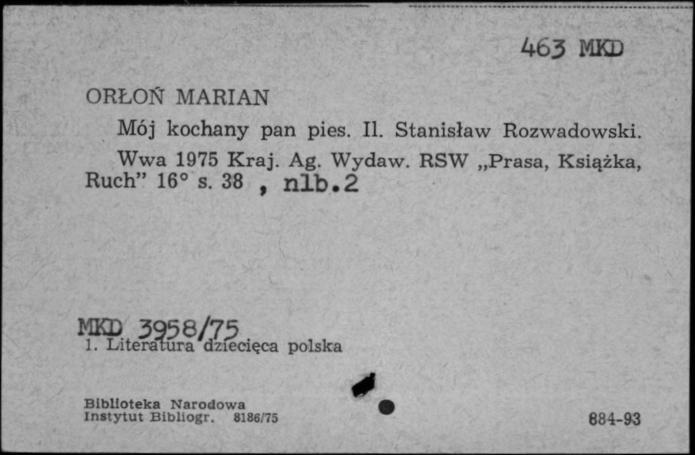 463 MKD
ORŁOŃ MARIAN
Mój kochany pan pies. Il. Stanisław Rozwadowski.
Wwa 1975 Kraj. Ag. Wydaw. RSW „Prasa, Książka,
Ruch” 16° s. 38 , nlb.2
MKD 3958/75
1. Literatura dziecięca polska
Biblioteka Narodowa
Instytut Bibliogr. 8186/75
884-93